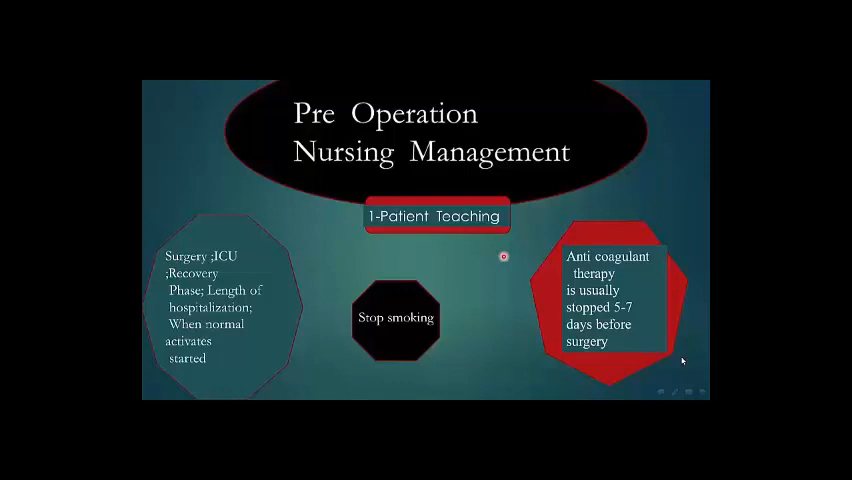 Pre Operation
Nursing Management
1-Patient Teaching
Surgery ;ICU
;Recovery
Phase; Length of
hospitalization;
When normal
activates
started
Stop smoking
Anti coagulant
therapy
is usually
stopped 5-7
days before
surgery